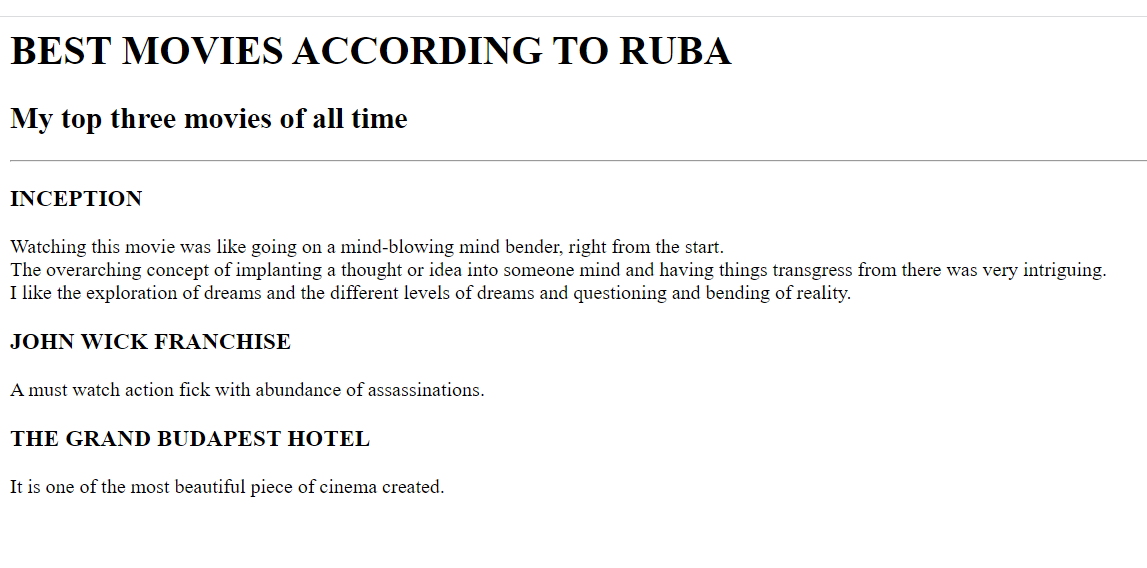 BEST MOVIES ACCORDING TO RUBA
My top three movies of all time
INCEPTION
Watching this movie was like going on a mind-blowing mind bender, right from the start.
The overarching concept of implanting a thought or idea into someone mind and having things transgress from there was very intriguing.
I like the exploration of dreams and the different levels of dreams and questioning and bending of reality.
JOHN WICK FRANCHISE
A must watch action fick with abundance of assassinations.
THE GRAND BUDAPEST HOTEL
It is one of the most beautiful piece of cinema created.